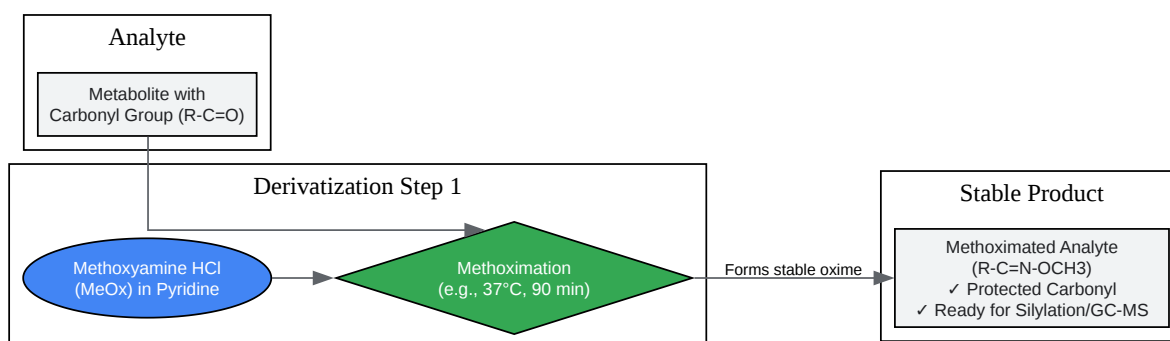 Analyte
Metabolite with
Carbonyl Group (R-C=O)
Derivatization Step 1
Methoxyamine HCl
(MeOx) in Pyridine
Methoximation
(e.g., 37°C, 90 min)
Forms stable oxime
Stable Product
Methoximated Analyte
(R-C=N-OCH3)
✓ Protected Carbonyl
✓ Ready for Silylation/GC-MS